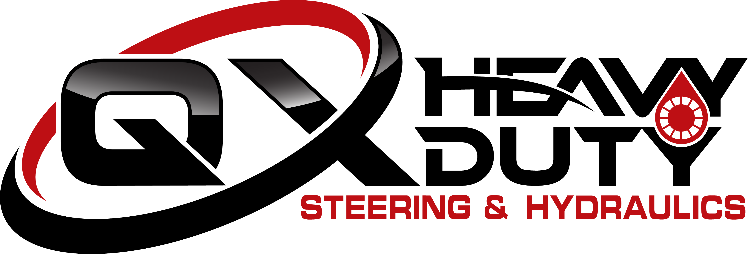 QX
HEAVY
DUTY
STEERING & HYDRAULICS